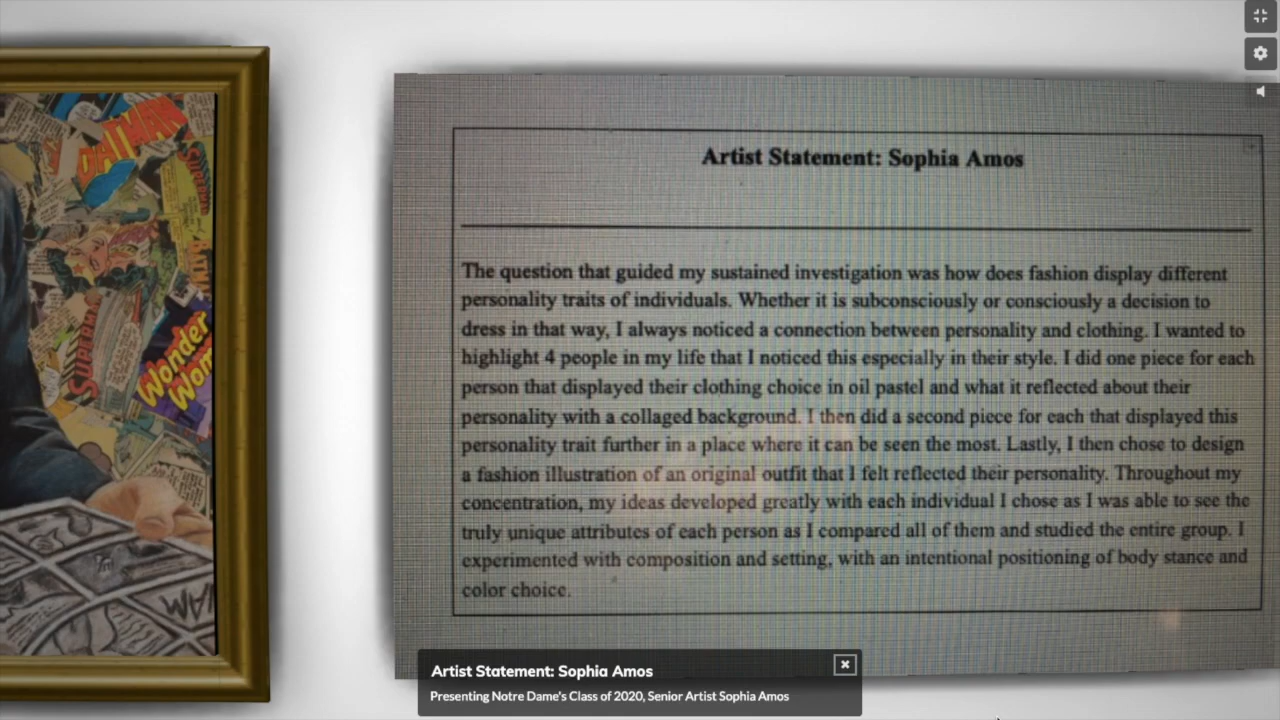 BATMAN
SUPERMAN
Wonder
Artist Statement: Sophia Amos
The question that guided my sustained investigation was how does fashion display different
personality traits of individuals. Whether it is subconsciously or consciously a decision to
dress in that way, I always noticed a connection between personality and clothing. I wanted to
highlight 4 people in my life that I noticed this especially in their style. I did one piece for each
person that displayed their clothing choice in oil pastel and what it reflected about their
personality with a collaged background. I then did a second piece for each that displayed this
personality trait further in a place where it can be seen the most. Lastly, I then chose to design
a fashion illustration of an original outfit that I felt reflected their personality. Throughout my
concentration, my ideas developed greatly with each individual I chose as I was able to see the
truly unique attributes of each person as I compared all of them and studied the entire group. I
experimented with composition and setting, with an intentional positioning of body stance and
color choice.
Artist Statement: Sophia Amos
Presenting Notre Dame's Class of 2020, Senior Artist Sophia Amos